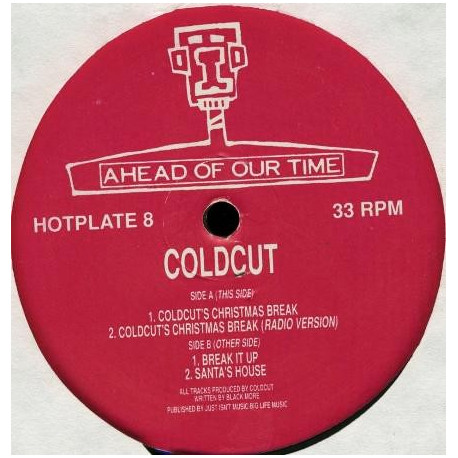 AHEAD OF OUR TIME
HOTPLATE 8
33 RPM
COLDCUT
SIDE A (THIS SIDE)
1. COLDCUT'S CHRISTMAS BREAK
2. COLDCUT'S CHRISTMAS BREAK (RADIO VERSION)
SIDE B (OTHER SIDE)
1. BREAK IT UP
2. SANTA'S HOUSE
ALL TRACKS PRODUCED BY COLDCUT
WRITTEN BY BLACK MORE
PUBLISHED BY JUST ISN'T MUSIC/BIG LIFE MUSIC